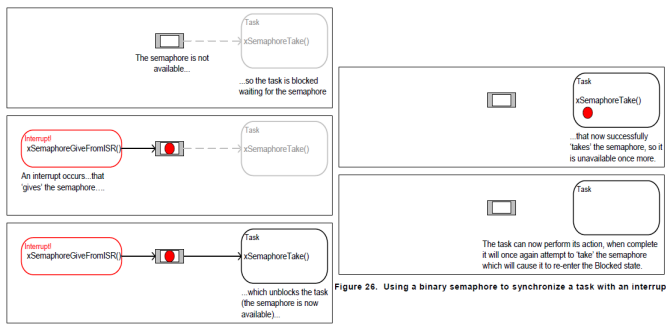 Task
xSemaphoreTake()
The semaphore is not
available...
...so the task is blocked
waiting for the semaphore
Interrupt!
xSemaphoreGiveFromISR()
Task
xSemaphoreTake()
An interrupt occurs...that
'gives' the semaphore....
Interrupt!
xSemaphoreGiveFromISR()
Task
xSemaphoreTake()
...which unblocks the task
(the semaphore is now
available)...
Task
xSemaphoreTake()
...that now successfully
'takes' the semaphore, so it
is unavailable once more.
Task
The task can now perform its action, when complete
it will once again attempt to 'take' the semaphore
which will cause it to re-enter the Blocked state.
Figure 26. Using a binary semaphore to synchronize a task with an interrup